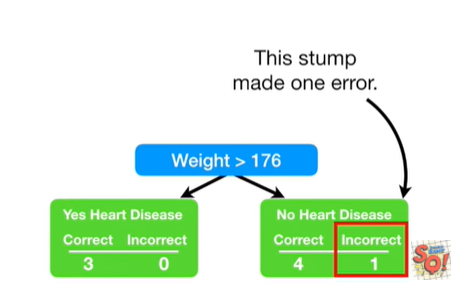 This stump
made one error.
Weight > 176
Yes Heart Disease
Correct Incorrect
3 0
No Heart Disease
Correct Incorrect
4 1
SQ!